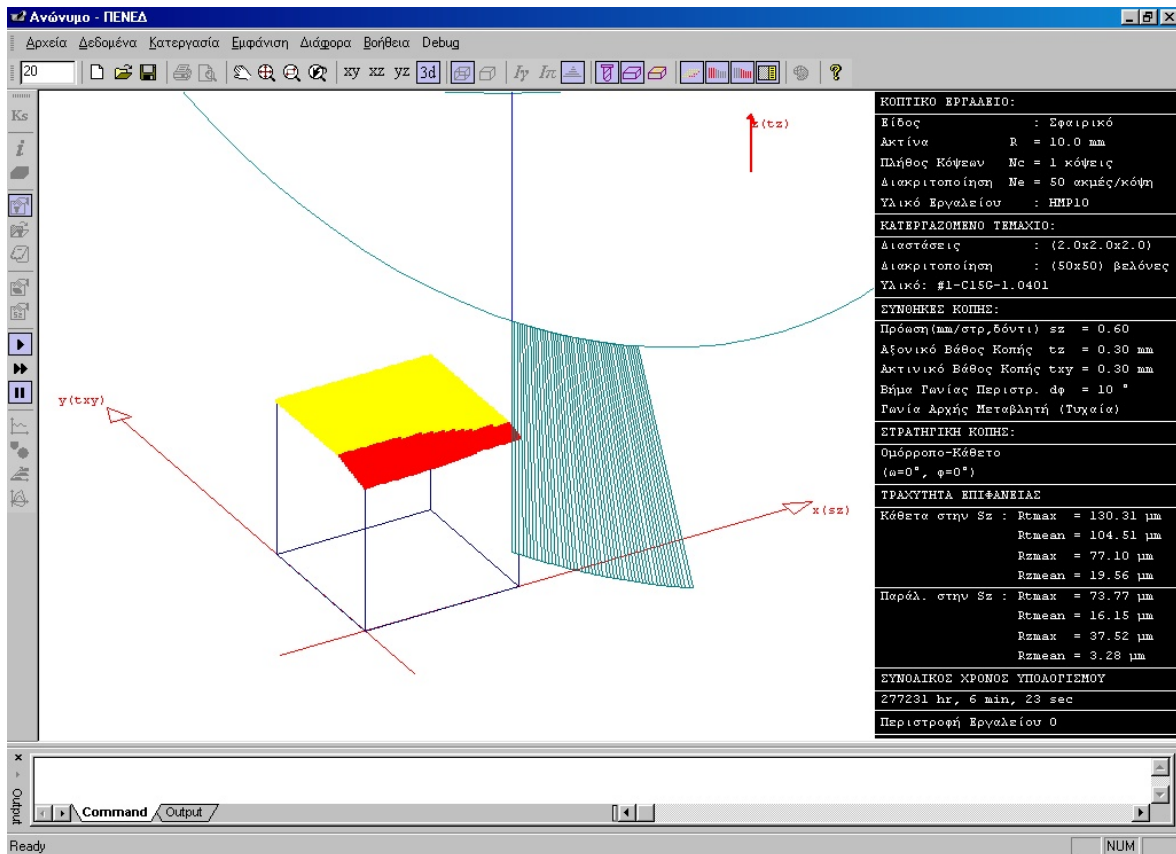 Ανώνυμο - ΠΕΝΕΔ
Αρχεία Δεδομένα Κατεργασία Εμφάνιση Διάφορα Βοήθεια Debug
20 xy xz yz 3d Iγ Iπ
Ks
i
z(tz)
y(txy)
x(sz)
ΚΟΠΤΙΚΟ ΕΡΓΑΛΕΙΟ:
Είδος : Σφαιρικό
Ακτίνα R = 10.0 mm
Πλήθος Κόψεων Nc = 1 κόψεις
Διακριτοποίηση Ne = 50 ακμές/κόψη
Υλικό Εργαλείου : HMP10
ΚΑΤΕΡΓΑΖΟΜΕΝΟ ΤΕΜΑΧΙΟ:
Διαστάσεις : (2.0x2.0x2.0)
Διακριτοποίηση : (50x50) βελόνες
Υλικό: #1-C15G-1.0401
ΣΥΝΘΗΚΕΣ ΚΟΠΗΣ:
Πρόωση(mm/στρ,δόντι) sz = 0.60
Αξονικό Βάθος Κοπής tz = 0.30 mm
Ακτινικό Βάθος Κοπής txy = 0.30 mm
Βήμα Γωνίας Περιστρ. dφ = 10 °
Γωνία Αρχής Μεταβλητή (Τυχαία)
ΣΤΡΑΤΗΓΙΚΗ ΚΟΠΗΣ:
Ομόρροπο-Κάθετο
(ω=0°, φ=0°)
ΤΡΑΧΥΤΗΤΑ ΕΠΙΦΑΝΕΙΑΣ
Κάθετα στην Sz : Rtmax = 130.31 μm
Rtmean = 104.51 μm
Rzmax = 77.10 μm
Rzmean = 19.56 μm
Παράλ. στην Sz : Rtmax = 73.77 μm
Rtmean = 16.15 μm
Rzmax = 37.52 μm
Rzmean = 3.28 μm
ΣΥΝΟΛΙΚΟΣ ΧΡΟΝΟΣ ΥΠΟΛΟΓΙΣΜΟΥ
277231 hr, 6 min, 23 sec
Περιστροφή Εργαλείου 0
Output
Command Output
Ready
NUM